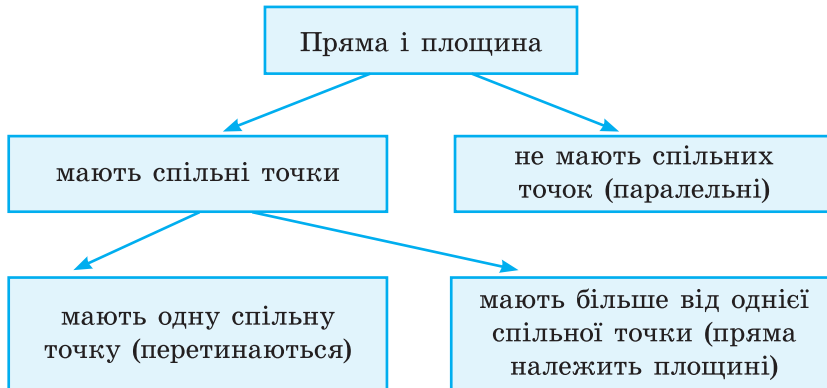 Пряма і площина
мають спільні точки
не мають спільних
точок (паралельні)
мають одну спільну
точку (перетинаються)
мають більше від однієї
спільної точки (пряма
належить площині)